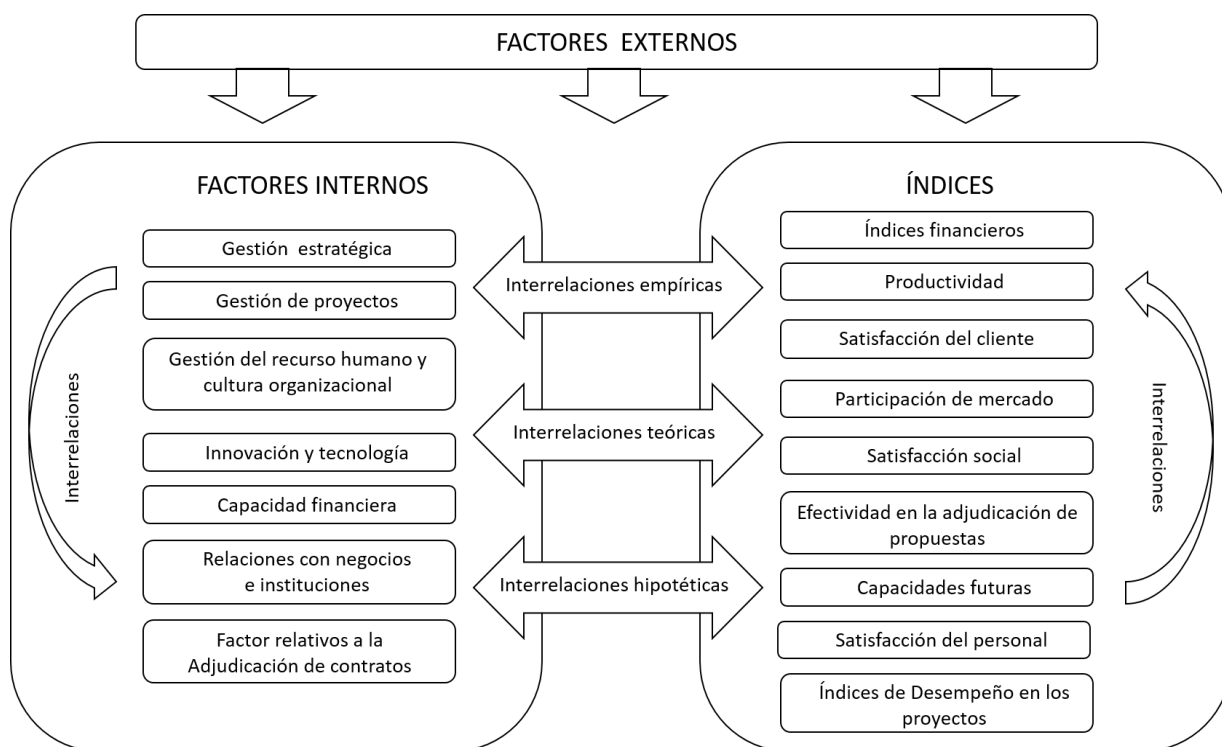 FACTORES EXTERNOS
FACTORES INTERNOS
Gestión estratégica
Gestión de proyectos
Gestión del recurso humano y
cultura organizacional
Innovación y tecnología
Capacidad financiera
Relaciones con negocios
e instituciones
Factor relativos a la
Adjudicación de contratos
Interrelaciones
Interrelaciones empíricas
Interrelaciones teóricas
Interrelaciones hipotéticas
ÍNDICES
Índices financieros
Productividad
Satisfacción del cliente
Participación de mercado
Satisfacción social
Efectividad en la adjudicación de
propuestas
Capacidades futuras
Satisfacción del personal
Índices de Desempeño en los
proyectos
Interrelaciones